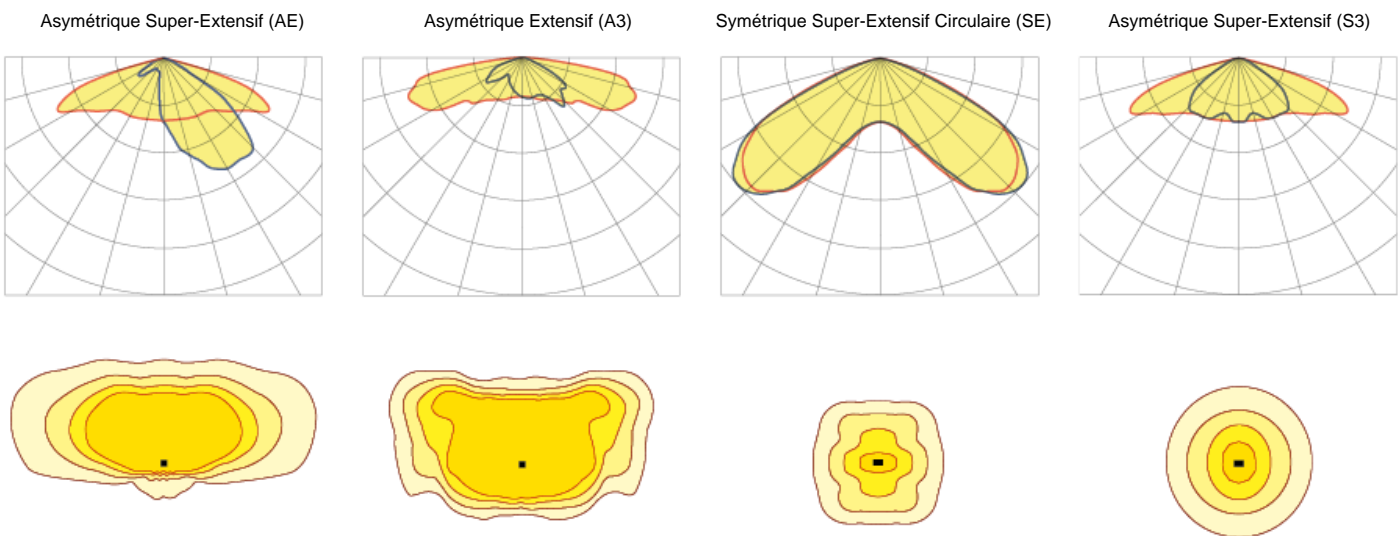 Asymétrique Super-Extensif (AE)
Asymétrique Extensif (A3)
Symétrique Super-Extensif Circulaire (SE)
Asymétrique Super-Extensif (S3)